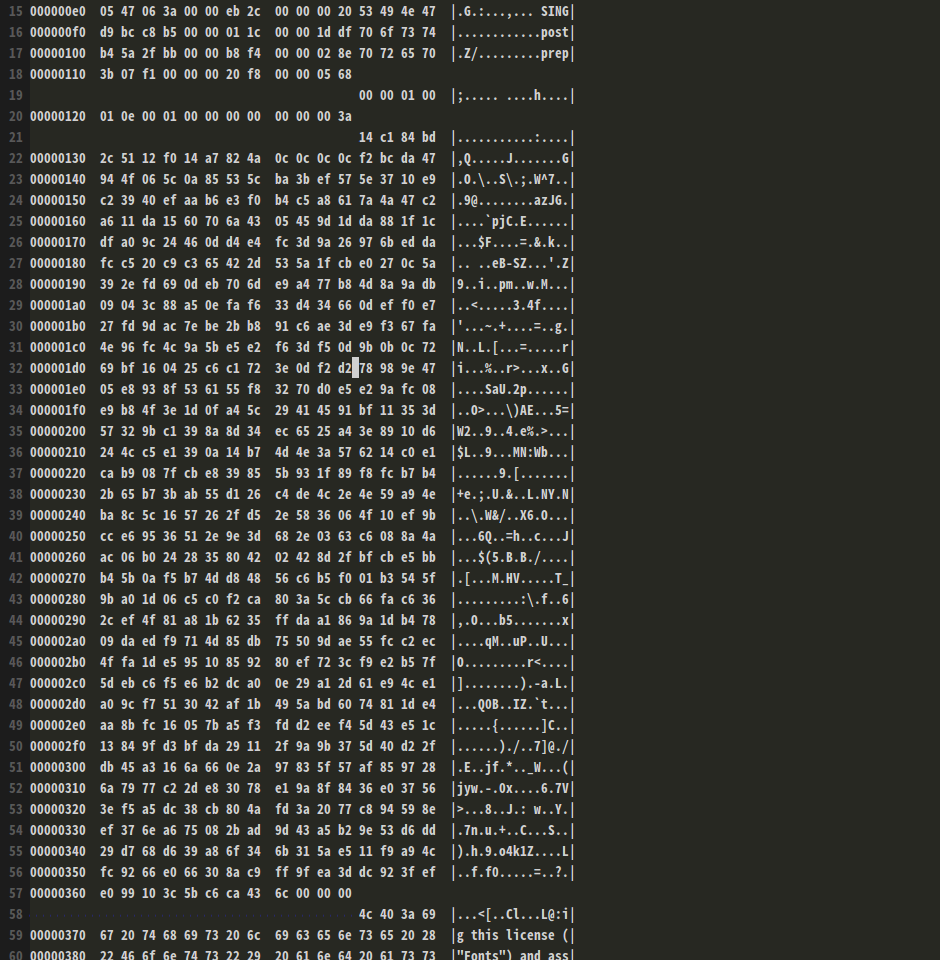 15 000000e0 05 47 06 3a 00 00 eb 2c 00 00 00 20 53 49 4e 47 |.G.:...,... SING|
16 000000f0 d9 bc c8 b5 00 00 01 1c 00 00 1d df 70 6f 73 74 |............post|
17 00000100 b4 5a 2f bb 00 00 b8 f4 00 00 02 8e 70 72 65 70 |.Z/.........prep|
18 00000110 3b 07 f1 00 00 00 20 f8 00 00 05 68
19 00 00 01 00 |;..... ....h....|
20 00000120 01 0e 00 01 00 00 00 00 00 00 00 3a
21 14 c1 84 bd |...........:....|
22 00000130 2c 51 12 f0 14 a7 82 4a 0c 0c 0c 0c f2 bc da 47 |,Q.....J.......G|
23 00000140 94 4f 06 5c 0a 85 53 5c ba 3b ef 57 5e 37 10 e9 |.O.\..S\.;.W^7..|
24 00000150 c2 39 40 ef aa b6 e3 f0 b4 c5 a8 61 7a 4a 47 c2 |.9@........azJG.|
25 00000160 a6 11 da 15 60 70 6a 43 05 45 9d 1d da 88 1f 1c |....`pjC.E......|
26 00000170 df a0 9c 24 46 0d d4 e4 fc 3d 9a 26 97 6b ed da |...$F....=.&.k..|
27 00000180 fc c5 20 c9 c3 65 42 2d 53 5a 1f cb e0 27 0c 5a |.. ..eB-SZ...'.Z|
28 00000190 39 2e fd 69 0d eb 70 6d e9 a4 77 b8 4d 8a 9a db |9..i..pm..w.M...|
29 000001a0 09 04 3c 88 a5 0e fa f6 33 d4 34 66 0d ef f0 e7 |..<.....3.4f....|
30 000001b0 27 fd 9d ac 7e be 2b b8 91 c6 ae 3d e9 f3 67 fa |'...~.+....=..g.|
31 000001c0 4e 96 fc 4c 9a 5b e5 e2 f6 3d f5 0d 9b 0b 0c 72 |N..L.[...=.....r|
32 000001d0 69 bf 16 04 25 c6 c1 72 3e 0d f2 d2 78 98 9e 47 |i...%..r>...x..G|
33 000001e0 05 e8 93 8f 53 61 55 f8 32 70 d0 e5 e2 9a fc 08 |....SaU.2p......|
34 000001f0 e9 b8 4f 3e 1d 0f a4 5c 29 41 45 91 bf 11 35 3d |..O>...\)AE...5=|
35 00000200 57 32 9b c1 39 8a 8d 34 ec 65 25 a4 3e 89 10 d6 |W2..9..4.e%.>...|
36 00000210 24 4c c5 e1 39 0a 14 b7 4d 4e 3a 57 62 14 c0 e1 |$L..9...MN:Wb...|
37 00000220 ca b9 08 7f cb e8 39 85 5b 93 1f 89 f8 fc b7 b4 |......9.[.......|
38 00000230 2b 65 b7 3b ab 55 d1 26 c4 de 4c 2e 4e 59 a9 4e |+e.;.U.&..L.NY.N|
39 00000240 ba 8c 5c 16 57 26 2f d5 2e 58 36 06 4f 10 ef 9b |..\.W&/..X6.O...|
40 00000250 cc e6 95 36 51 2e 9e 3d 68 2e 03 63 c6 08 8a 4a |...6Q..=h..c...J|
41 00000260 ac 06 b0 24 28 35 80 42 02 42 8d 2f bf cb e5 bb |...$(5.B.B./....|
42 00000270 b4 5b 0a f5 b7 4d d8 48 56 c6 b5 f0 01 b3 54 5f |.[...M.HV.....T_|
43 00000280 9b a0 1d 06 c5 c0 f2 ca 80 3a 5c cb 66 fa c6 36 |.........:\.f..6|
44 00000290 2c ef 4f 81 a8 1b 62 35 ff da a1 86 9a 1d b4 78 |,.O...b5.......x|
45 000002a0 09 da ed f9 71 4d 85 db 75 50 9d ae 55 fc c2 ec |....qM..uP..U...|
46 000002b0 4f fa 1d e5 95 10 85 92 80 ef 72 3c f9 e2 b5 7f |O.........r<....|
47 000002c0 5d eb c6 f5 e6 b2 dc a0 0e 29 a1 2d 61 e9 4c e1 |]........).-a.L.|
48 000002d0 a0 9c f7 51 30 42 af 1b 49 5a bd 60 74 81 1d e4 |...Q0B..IZ.`t...|
49 000002e0 aa 8b fc 16 05 7b a5 f3 fd d2 ee f4 5d 43 e5 1c |.....{......]C..|
50 000002f0 13 84 9f d3 bf da 29 11 2f 9a 9b 37 5d 40 d2 2f |......)./..7]@./|
51 00000300 db 45 a3 16 6a 66 0e 2a 97 83 5f 57 af 85 97 28 |.E..jf.*.._W...(|
52 00000310 6a 79 77 c2 2d e8 30 78 e1 9a 8f 84 36 e0 37 56 |jyw.-.0x....6.7V|
53 00000320 3e f5 a5 dc 38 cb 80 4a fd 3a 20 77 c8 94 59 8e |>...8..J.: w..Y.|
54 00000330 ef 37 6e a6 75 08 2b ad 9d 43 a5 b2 9e 53 d6 dd |.7n.u.+..C...S..|
55 00000340 29 d7 68 d6 39 a8 6f 34 6b 31 5a e5 11 f9 a9 4c |).h.9.o4k1Z....L|
56 00000350 fc 92 66 e0 66 30 8a c9 ff 9f ea 3d dc 92 3f ef |..f.f0.....=..?.|
57 00000360 e0 99 10 3c 5b c6 ca 43 6c 00 00 00
58 4c 40 3a 69 |...<[..Cl...L@:i|
59 00000370 67 20 74 68 69 73 20 6c 69 63 65 6e 73 65 20 28 |g this license (|
60 00000380 22 46 6f 6e 74 73 22 29 20 61 6e 64 20 61 73 73 |"Fonts") and ass|